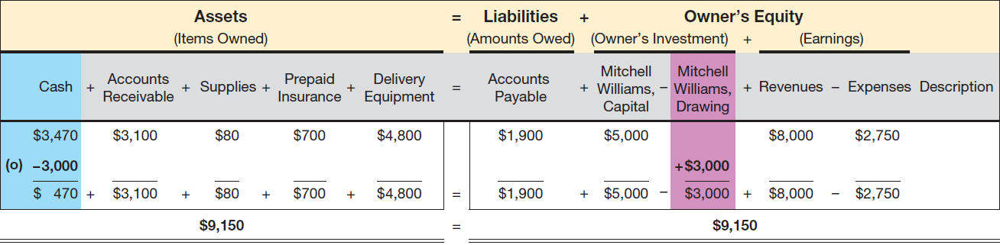 Assets = Liabilities + Owner's Equity
(Items Owned) (Amounts Owed) (Owner's Investment) + (Earnings)
Cash + Accounts Receivable + Supplies + Prepaid Insurance + Delivery Equipment = Accounts Payable + Mitchell Williams, Capital − Mitchell Williams, Drawing + Revenues − Expenses Description
$3,470 $3,100 $80 $700 $4,800 $1,900 $5,000 $8,000 $2,750
(o) −3,000 +$3,000
$ 470 + $3,100 + $80 + $700 + $4,800 = $1,900 + $5,000 − $3,000 + $8,000 − $2,750
$9,150 = $9,150